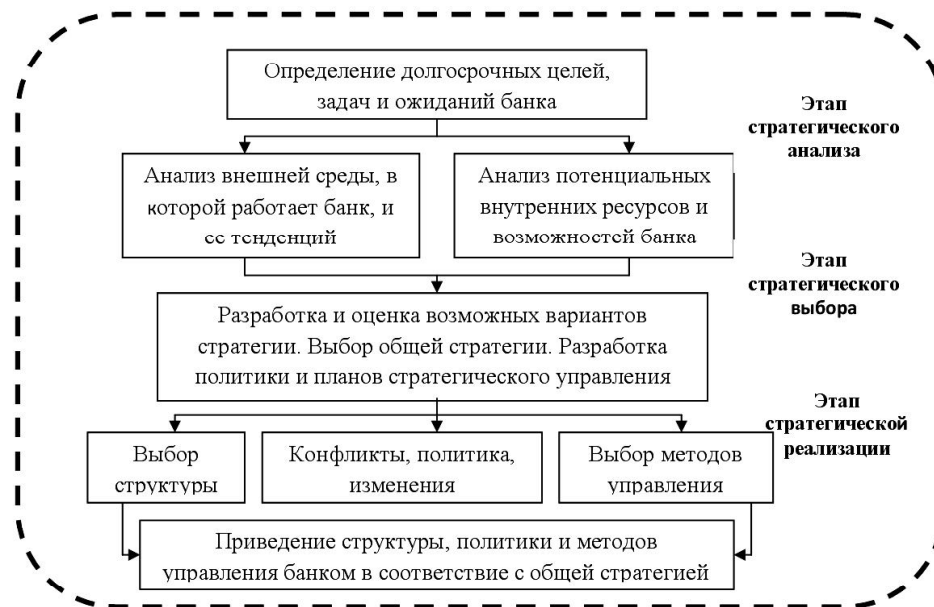 Определение долгосрочных целей,
задач и ожиданий банка
Этап
стратегического
анализа
Анализ внешней среды, в
которой работает банк, и
ее тенденций
Анализ потенциальных
внутренних ресурсов и
возможностей банка
Этап
стратегического
выбора
Разработка и оценка возможных вариантов
стратегии. Выбор общей стратегии. Разработка
политики и планов стратегического управления
Этап
стратегической
реализации
Выбор
структуры
Конфликты, политика,
изменения
Выбор методов
управления
Приведение структуры, политики и методов
управления банком в соответствие с общей стратегией